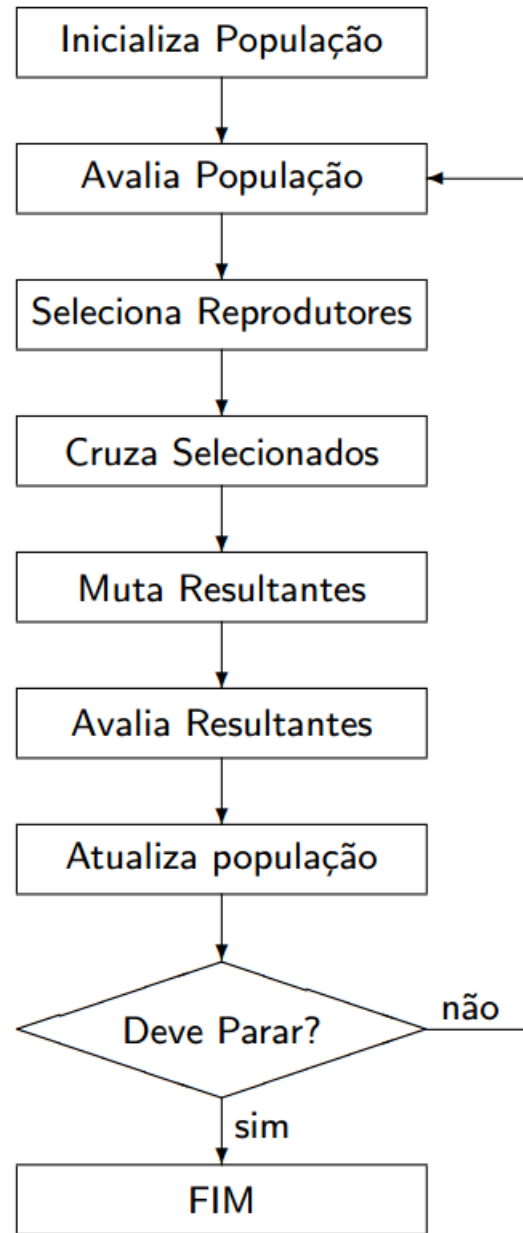 Inicializa População
Avalia População
Seleciona Reprodutores
Cruza Selecionados
Muta Resultantes
Avalia Resultantes
Atualiza população
Deve Parar?
não
sim
FIM